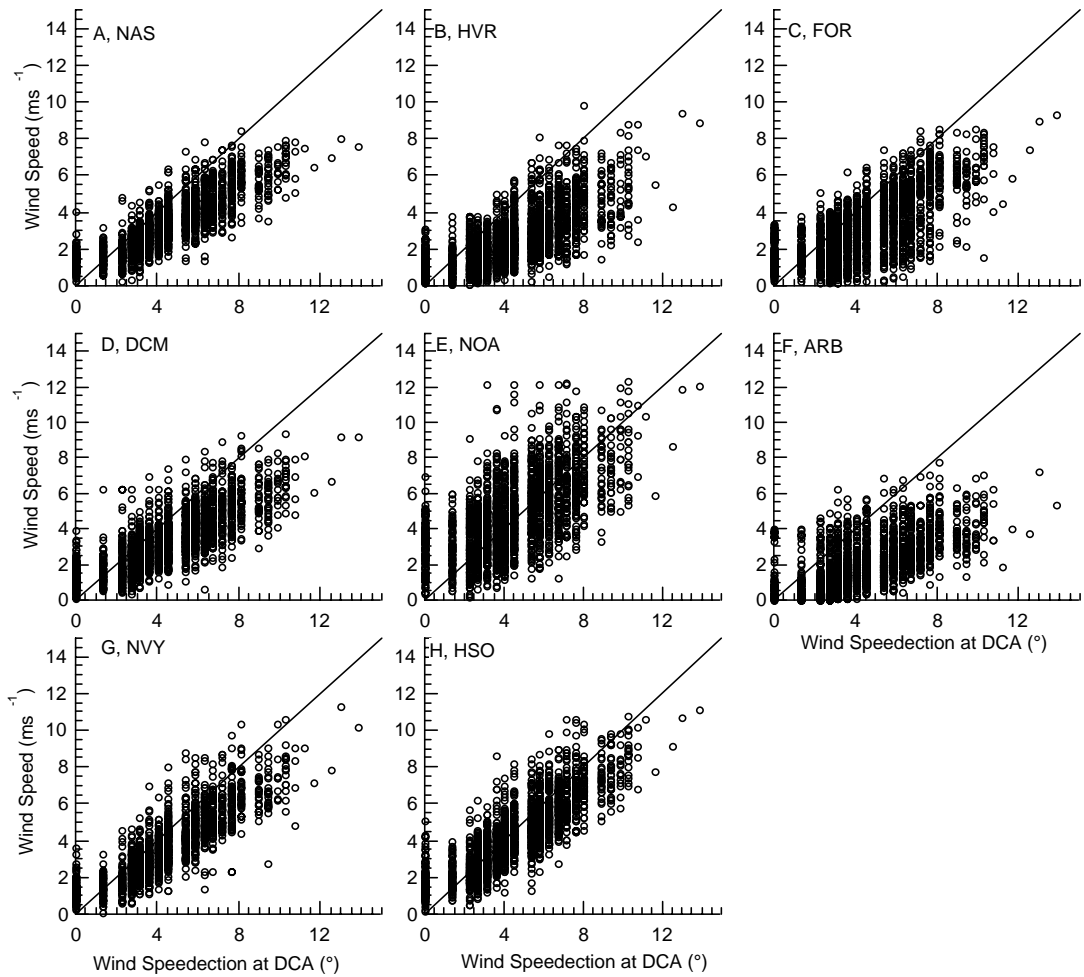 A, NAS
B, HVR
C, FOR
Wind Speed (ms -1)
14
12
10
8
6
4
2
0
14
12
10
8
6
4
2
0
14
12
10
8
6
4
2
0
0 4 8 12
0 4 8 12
0 4 8 12
D, DCM
E, NOA
F, ARB
Wind Speed (ms -1)
14
12
10
8
6
4
2
0
14
12
10
8
6
4
2
0
14
12
10
8
6
4
2
0
0 4 8 12
0 4 8 12
0 4 8 12
Wind Speedection at DCA (°)
G, NVY
H, HSO
Wind Speed (ms -1)
14
12
10
8
6
4
2
0
14
12
10
8
6
4
2
0
0 4 8 12
0 4 8 12
Wind Speedection at DCA (°)
Wind Speedection at DCA (°)